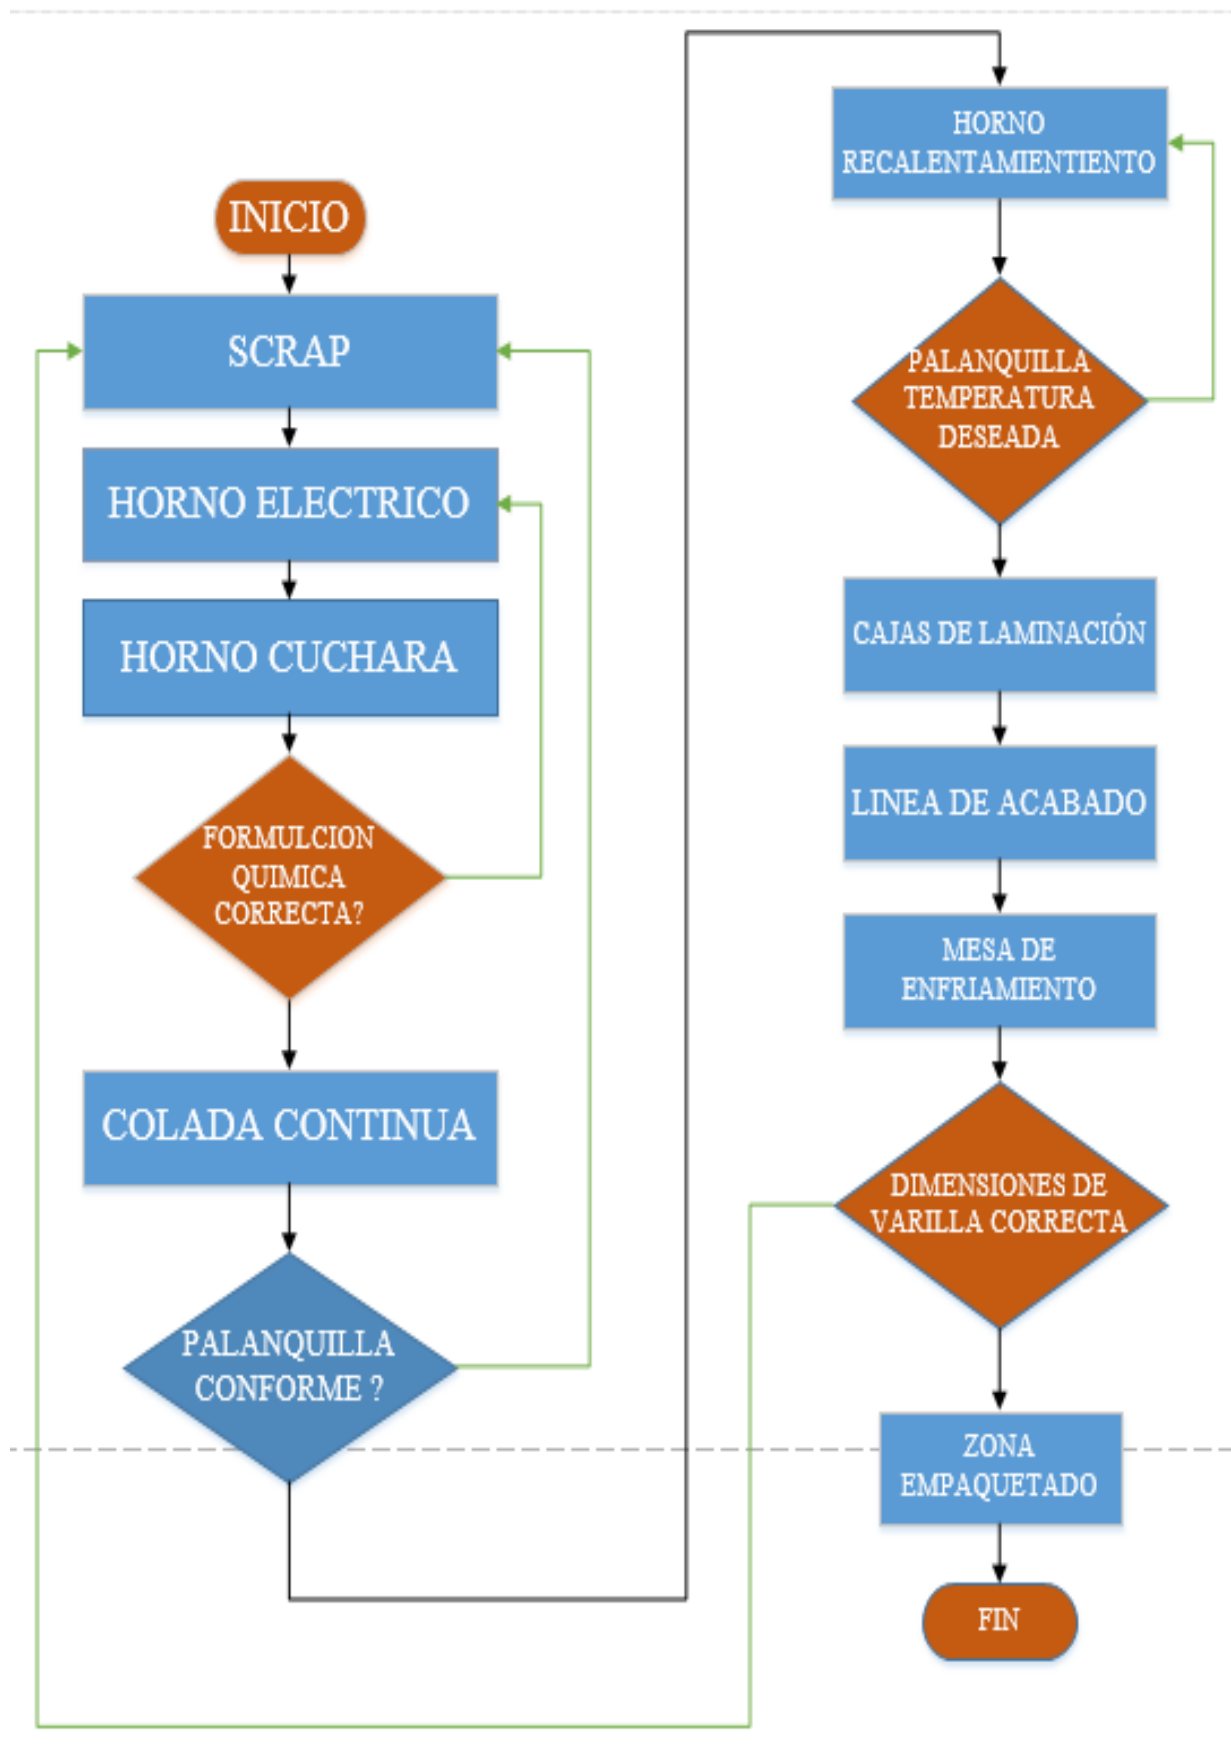 INICIO
SCRAP
HORNO ELECTRICO
HORNO CUCHARA
FORMULCION
QUIMICA
CORRECTA?
COLADA CONTINUA
PALANQUILLA
CONFORME ?
HORNO
RECALENTAMIENTIENTO
PALANQUILLA
TEMPERATURA
DESEADA
CAJAS DE LAMINACIÓN
LINEA DE ACABADO
MESA DE
ENFRIAMIENTO
DIMENSIONES DE
VARILLA CORRECTA
ZONA
EMPAQUETADO
FIN